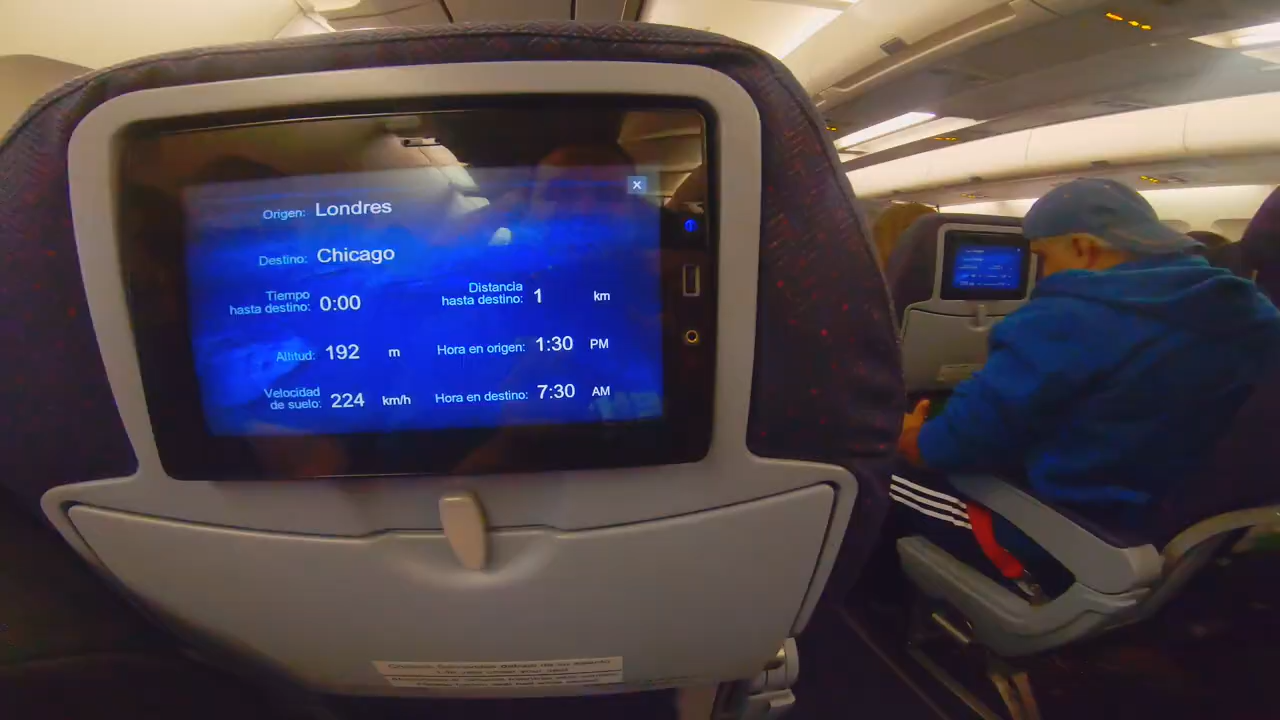 Origen: Londres
Destino: Chicago
Tiempo
hasta destino: 0:00
Distancia
hasta destino: 1 km
Altitud: 192 m
Hora en origen: 1:30 PM
Velocidad
de suelo: 224 km/h
Hora en destino: 7:30 AM